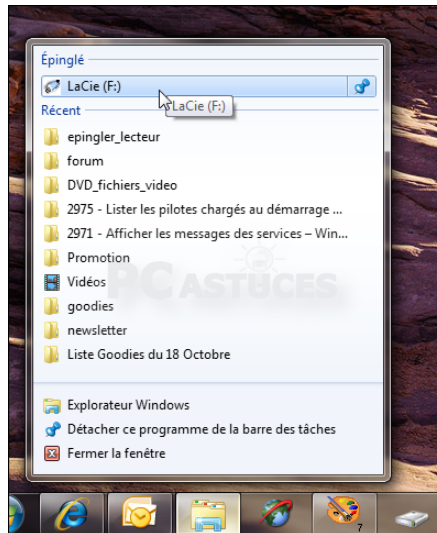 Épinglé
LaCie (F:)
LaCie (F:)
Récent
epingler_lecteur
forum
DVD_fichiers_video
2975 - Lister les pilotes chargés au démarrage ...
2971 - Afficher les messages des services – Win...
Promotion
Vidéos
PC ASTUCES
goodies
newsletter
Liste Goodies du 18 Octobre
Explorateur Windows
Détacher ce programme de la barre des tâches
Fermer la fenêtre
7